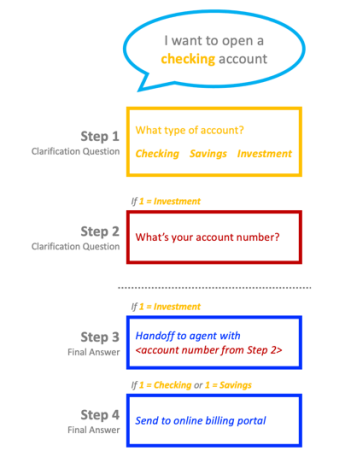 I want to open a
checking account
Step 1
Clarification Question
What type of account?
Checking Savings Investment
If 1 = Investment
Step 2
Clarification Question
What's your account number?
If 1 = Investment
Step 3
Final Answer
Handoff to agent with
<account number from Step 2>
If 1 = Checking or 1 = Savings
Step 4
Final Answer
Send to online billing portal